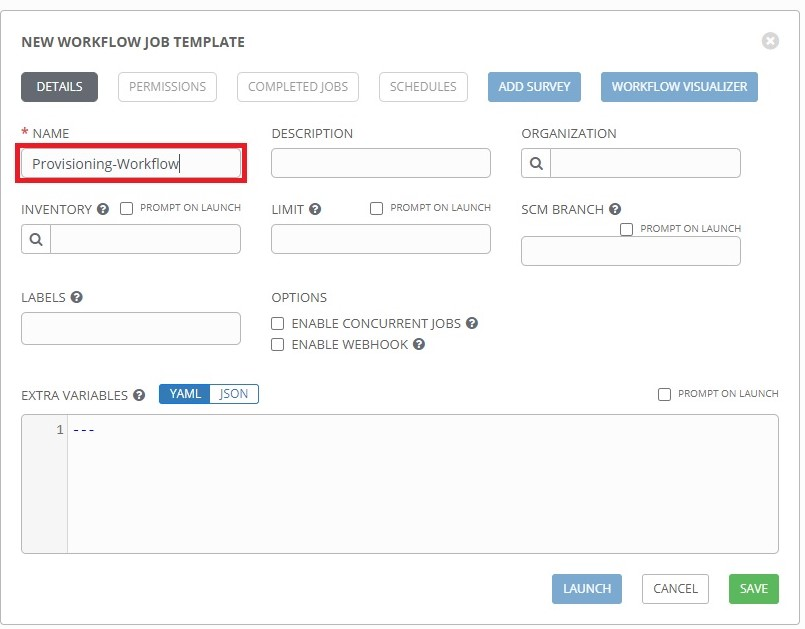 NEW WORKFLOW JOB TEMPLATE
DETAILS PERMISSIONS COMPLETED JOBS SCHEDULES ADD SURVEY WORKFLOW VISUALIZER
* NAME DESCRIPTION ORGANIZATION
Provisioning-Workflow
INVENTORY ? PROMPT ON LAUNCH LIMIT ? PROMPT ON LAUNCH SCM BRANCH ?
PROMPT ON LAUNCH
LABELS ? OPTIONS
ENABLE CONCURRENT JOBS ?
ENABLE WEBHOOK ?
EXTRA VARIABLES ? YAML JSON PROMPT ON LAUNCH
1 ---
LAUNCH CANCEL SAVE